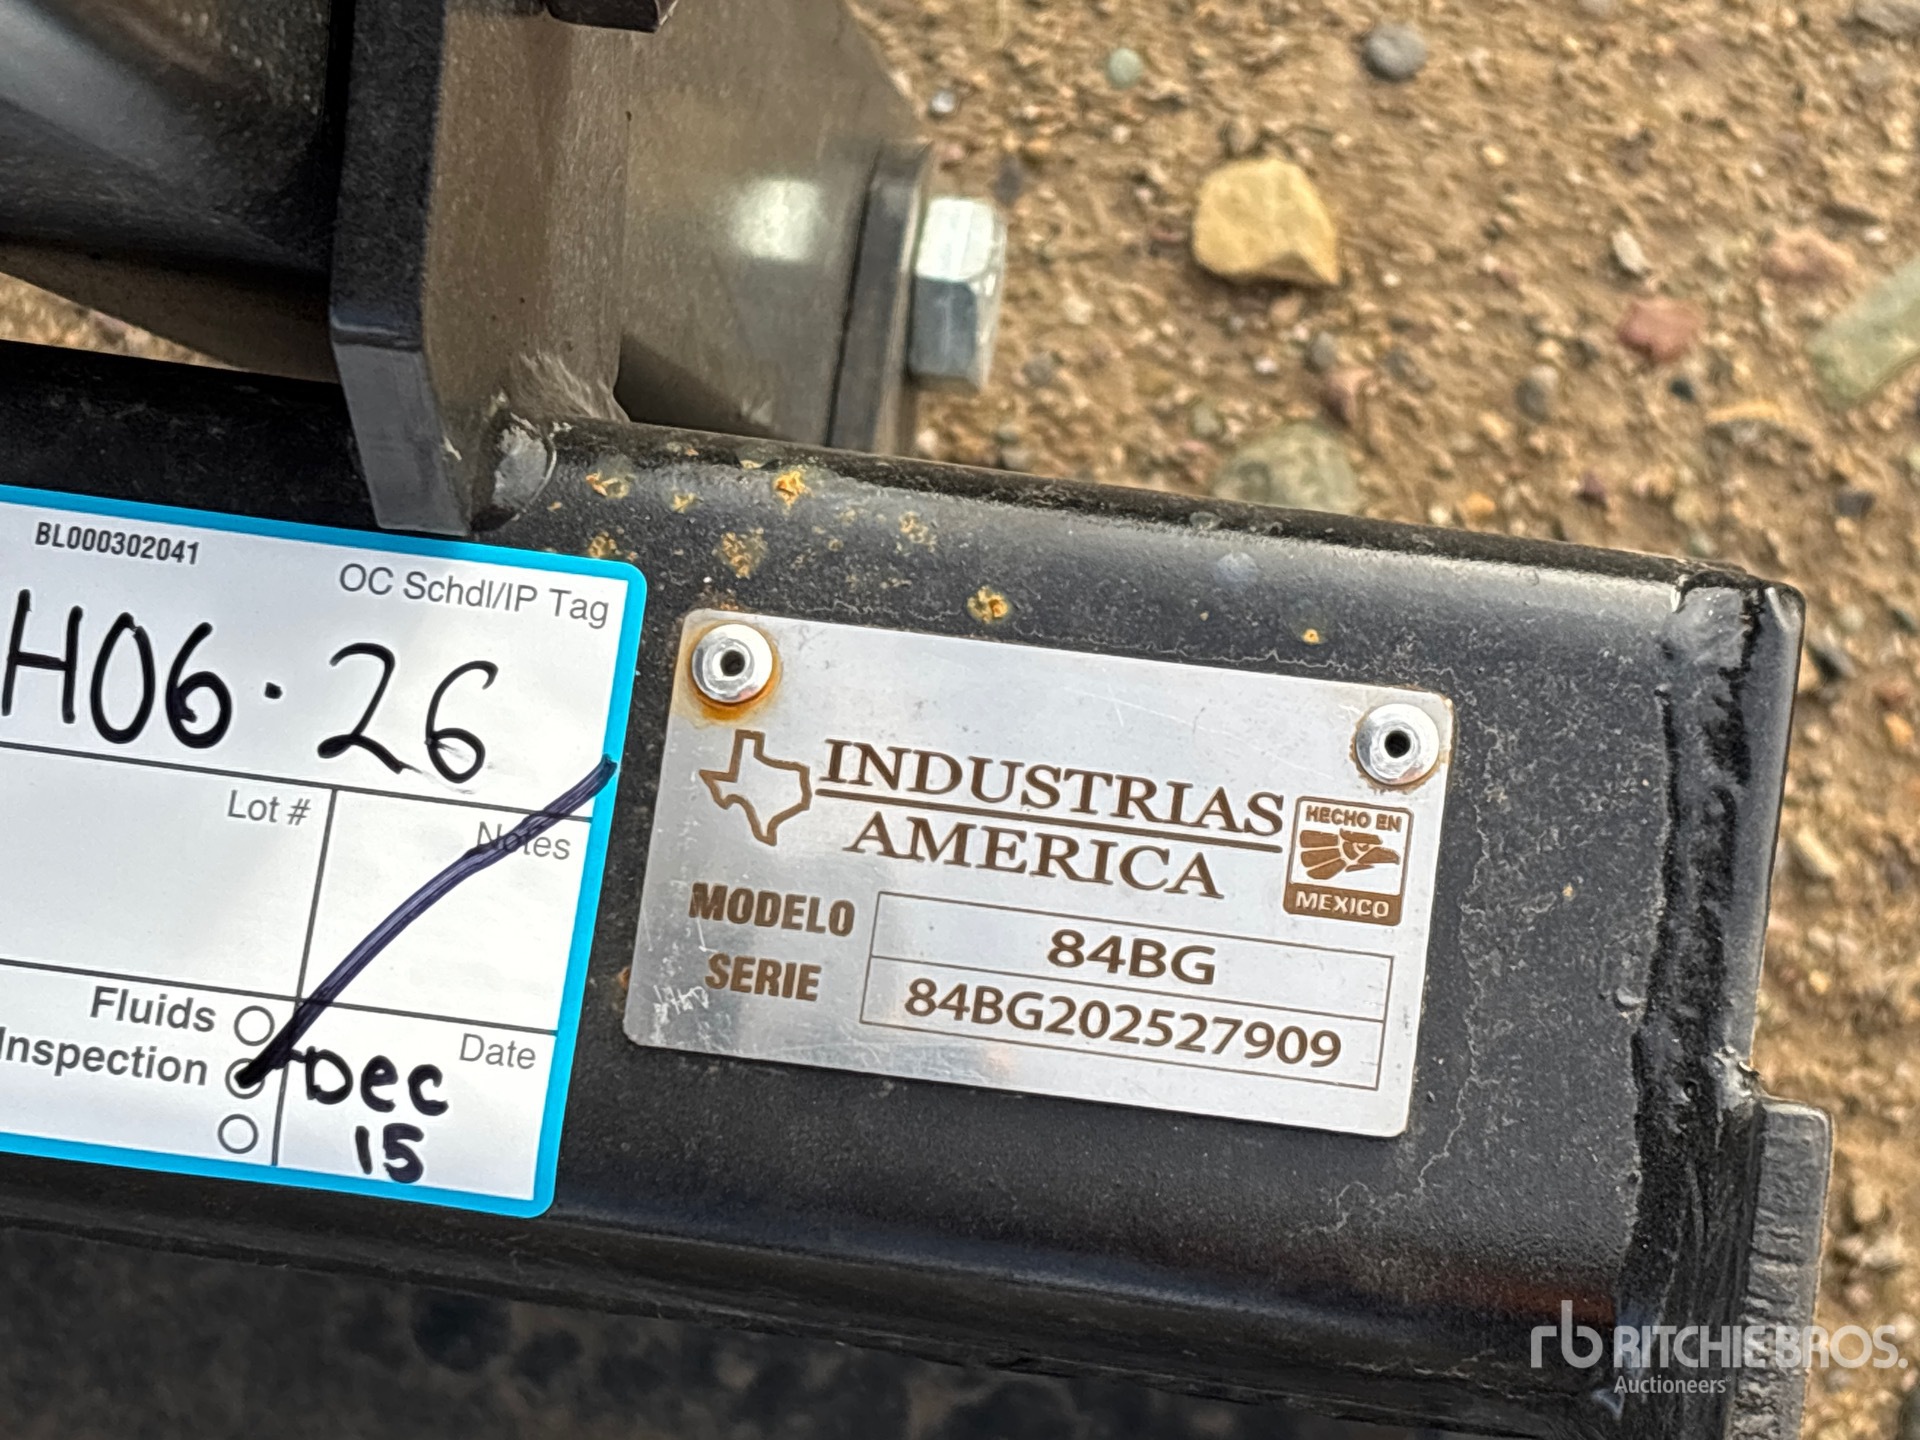 BL000302041
OC Schdl/IP Tag
H06.26
Lot #
Notes
Fluids
Inspection
Date
Dec
15
INDUSTRIAS
AMERICA
HECHO EN
MEXICO
MODELO 84BG
SERIE 84BG202527909
rb RITCHIE BROS.
Auctioneers